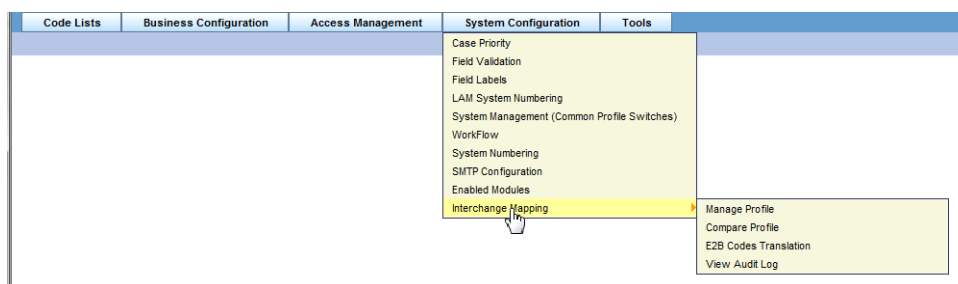 Code Lists Business Configuration Access Management System Configuration Tools
Case Priority
Field Validation
Field Labels
LAM System Numbering
System Management (Common Profile Switches)
WorkFlow
System Numbering
SMTP Configuration
Enabled Modules
Interchange Mapping
Manage Profile
Compare Profile
E2B Codes Translation
View Audit Log